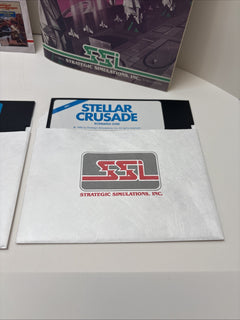 SSI
STRATEGIC SIMULATIONS, INC.
STELLAR
CRUSADE
SSI
STRATEGIC SIMULATIONS, INC.